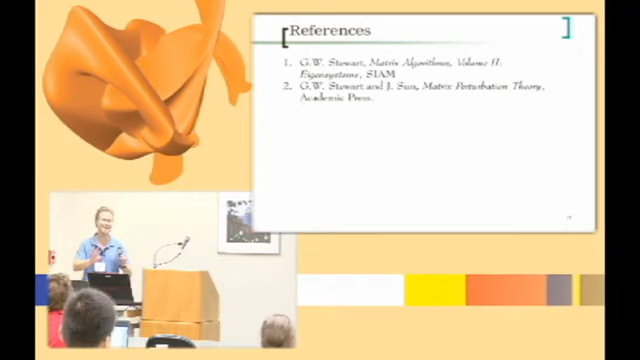 References
1. G.W. Stewart, Matrix Algorithms, Volume II:
Eigensystems, SIAM
2. G.W. Stewart and J. Sun, Matrix Perturbation Theory,
Academic Press.